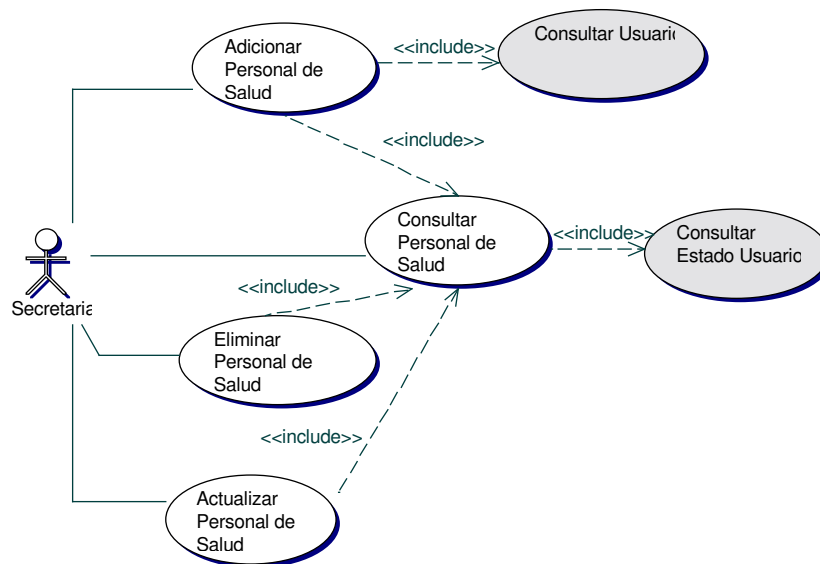 Adicionar
Personal de
Salud
<<include>>
Consultar Usuario
<<include>>
Consultar
Personal de
Salud
<<include>>
Consultar
Estado Usuario
Secretaria
<<include>>
Eliminar
Personal de
Salud
<<include>>
Actualizar
Personal de
Salud